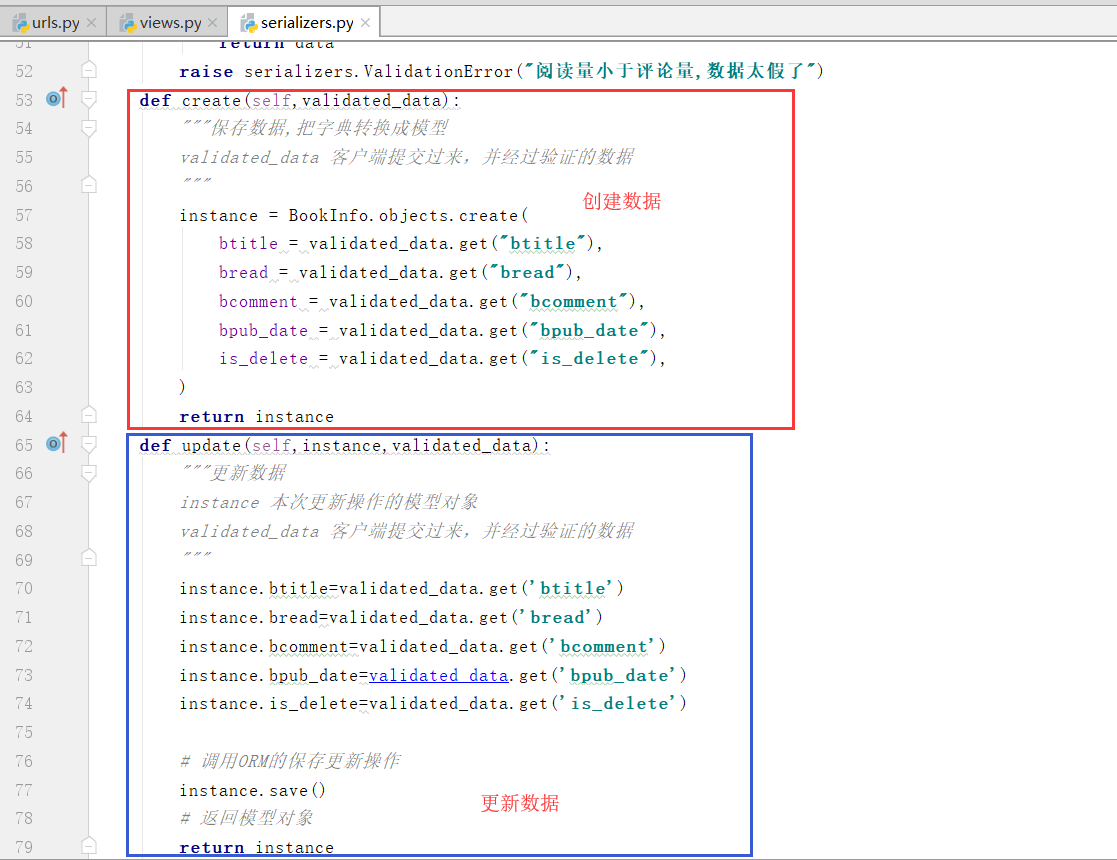 urls.py
views.py
serializers.py
51 return data
52 raise serializers.ValidationError("阅读量小于评论量,数据太假了")
53 def create(self,validated_data):
54 """保存数据,把字典转换成模型
55 validated_data 客户端提交过来，并经过验证的数据
56 """
创建数据
57 instance = BookInfo.objects.create(
58 btitle = validated_data.get("btitle"),
59 bread = validated_data.get("bread"),
60 bcomment = validated_data.get("bcomment"),
61 bpub_date = validated_data.get("bpub_date"),
62 is_delete = validated_data.get("is_delete"),
63 )
64 return instance
65 def update(self,instance,validated_data):
66 """更新数据
67 instance 本次更新操作的模型对象
68 validated_data 客户端提交过来，并经过验证的数据
69 """
70 instance.btitle=validated_data.get('btitle')
71 instance.bread=validated_data.get('bread')
72 instance.bcomment=validated_data.get('bcomment')
73 instance.bpub_date=validated_data.get('bpub_date')
74 instance.is_delete=validated_data.get('is_delete')
75
76 # 调用ORM的保存更新操作
77 instance.save()
更新数据
78 # 返回模型对象
79 return instance